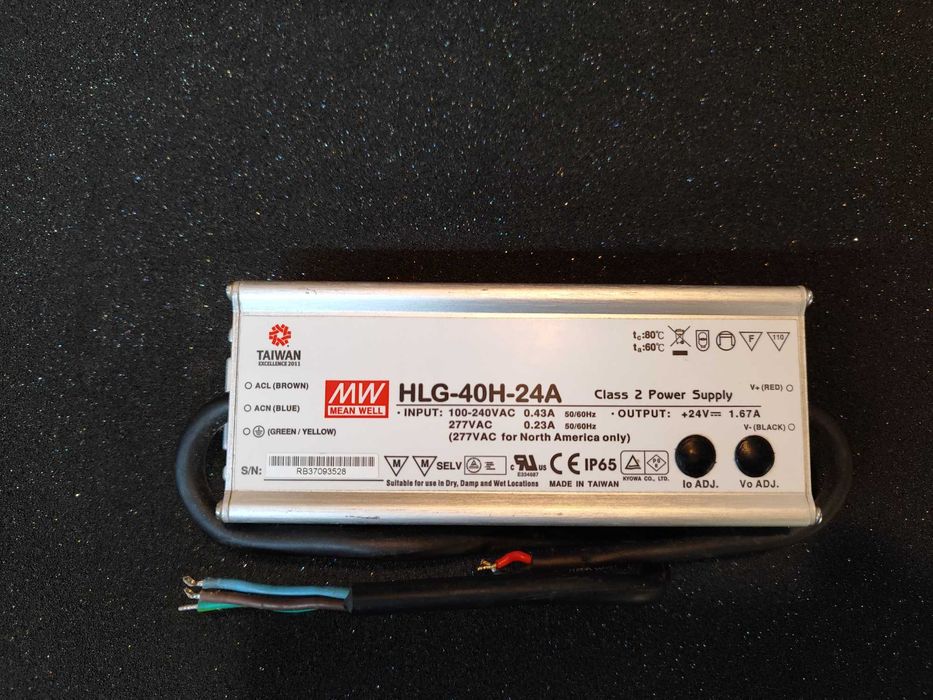 TAIWAN
EXCELLENCE 2011
tc:80℃
ta:60℃
F
110
ACL (BROWN)
ACN (BLUE)
(GREEN / YELLOW)
MW
MEAN WELL
HLG-40H-24A
Class 2 Power Supply
V+ (RED)
V- (BLACK)
· INPUT: 100-240VAC 0.43A 50/60Hz
277VAC 0.23A 50/60Hz
(277VAC for North America only)
· OUTPUT: +24V⎓ 1.67A
S/N:
RB37093528
M M SELV
c US
CE IP65
Suitable for use in Dry, Damp and Wet Locations
MADE IN TAIWAN
KYOWA CO., LTD.
Io ADJ.
Vo ADJ.